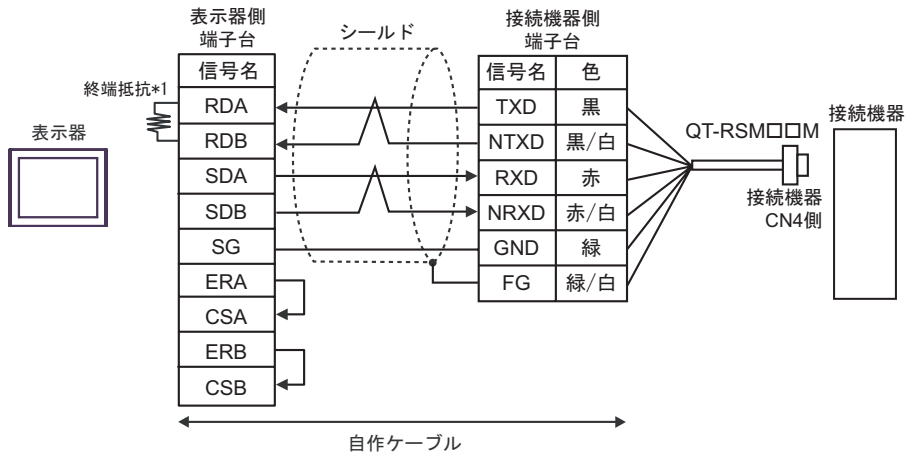 表示器側
端子台
シールド
接続機器側
端子台
信号名
信号名 色
終端抵抗*1
RDA
TXD 黒
接続機器
表示器
RDB
NTXD 黒/白
QT-RSM□□M
SDA
RXD 赤
SDB
NRXD 赤/白
接続機器
CN4側
SG
GND 緑
ERA
FG 緑/白
CSA
ERB
CSB
自作ケーブル